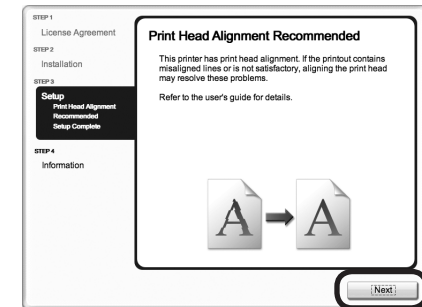 STEP 1
License Agreement
STEP 2
Installation
STEP 3
Setup
Print Head Alignment
Recommended
Setup Complete
STEP 4
Information
Print Head Alignment Recommended
This printer has print head alignment. If the printout contains
misaligned lines or is not satisfactory, aligning the print head
may resolve these problems.
Refer to the user's guide for details.
A
A
Next